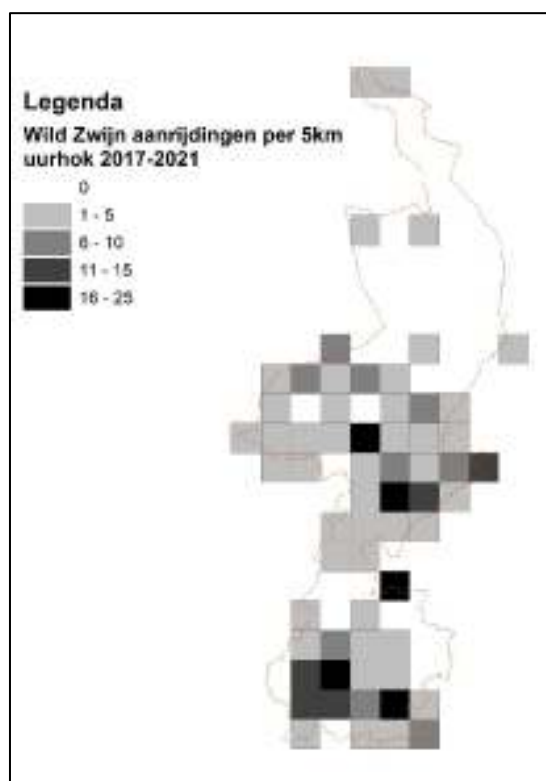 Legenda
Wild Zwijn aanrijdingen per 5km
uurhok 2017-2021
0
1 - 5
6 - 10
11 - 15
16 - 25